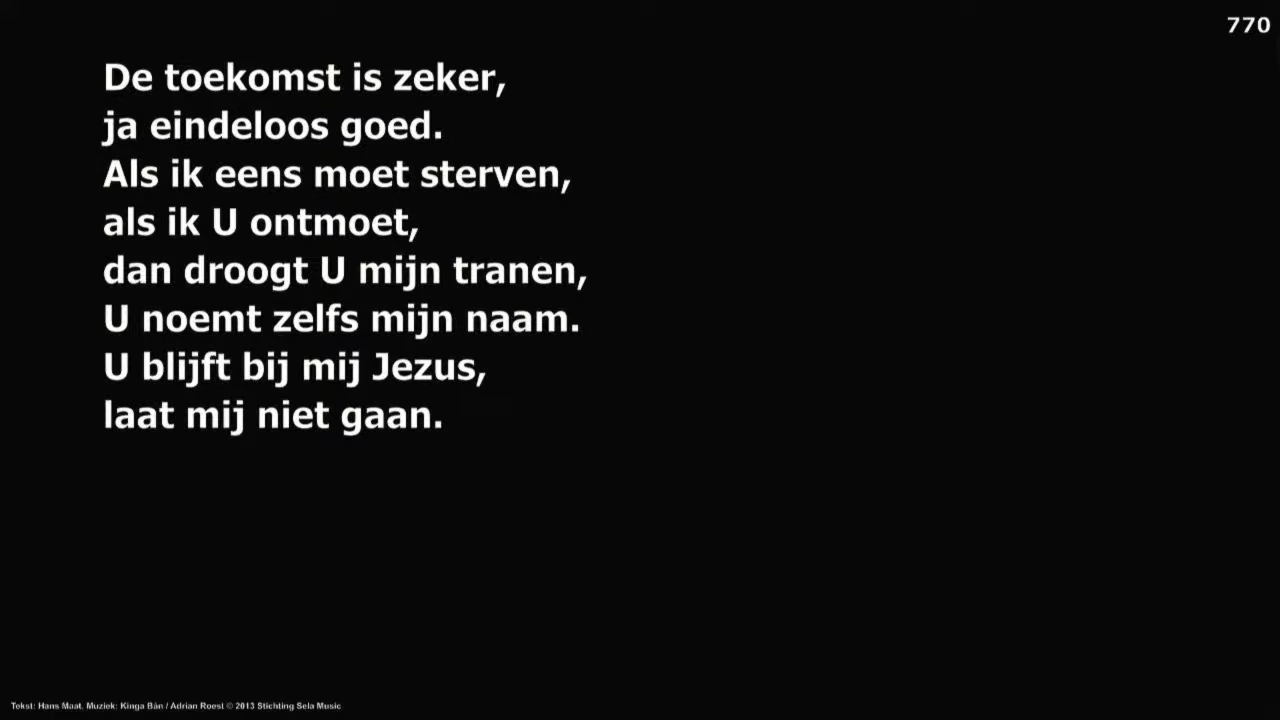 770
De toekomst is zeker,
ja eindeloos goed.
Als ik eens moet sterven,
als ik U ontmoet,
dan droogt U mijn tranen,
U noemt zelfs mijn naam.
U blijft bij mij Jezus,
laat mij niet gaan.
Tekst: Hans Maat, Muziek: Kinga Bán / Adrian Roest © 2013 Stichting Sela Music